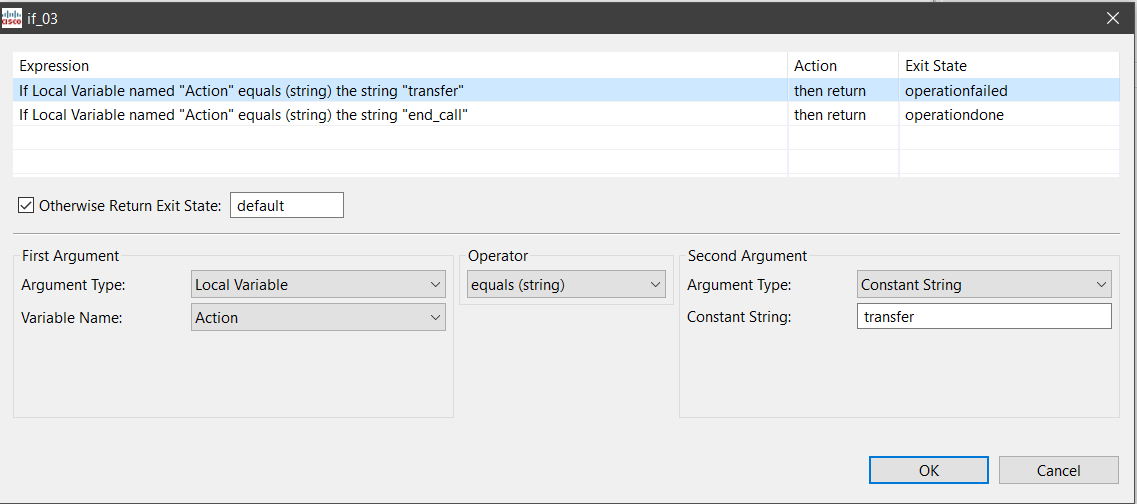 cisco if_03
Expression Action Exit State
If Local Variable named "Action" equals (string) the string "transfer" then return operationfailed
If Local Variable named "Action" equals (string) the string "end_call" then return operationdone
Otherwise Return Exit State: default
First Argument Operator Second Argument
Argument Type: Local Variable equals (string) Argument Type: Constant String
Variable Name: Action Constant String: transfer
OK Cancel